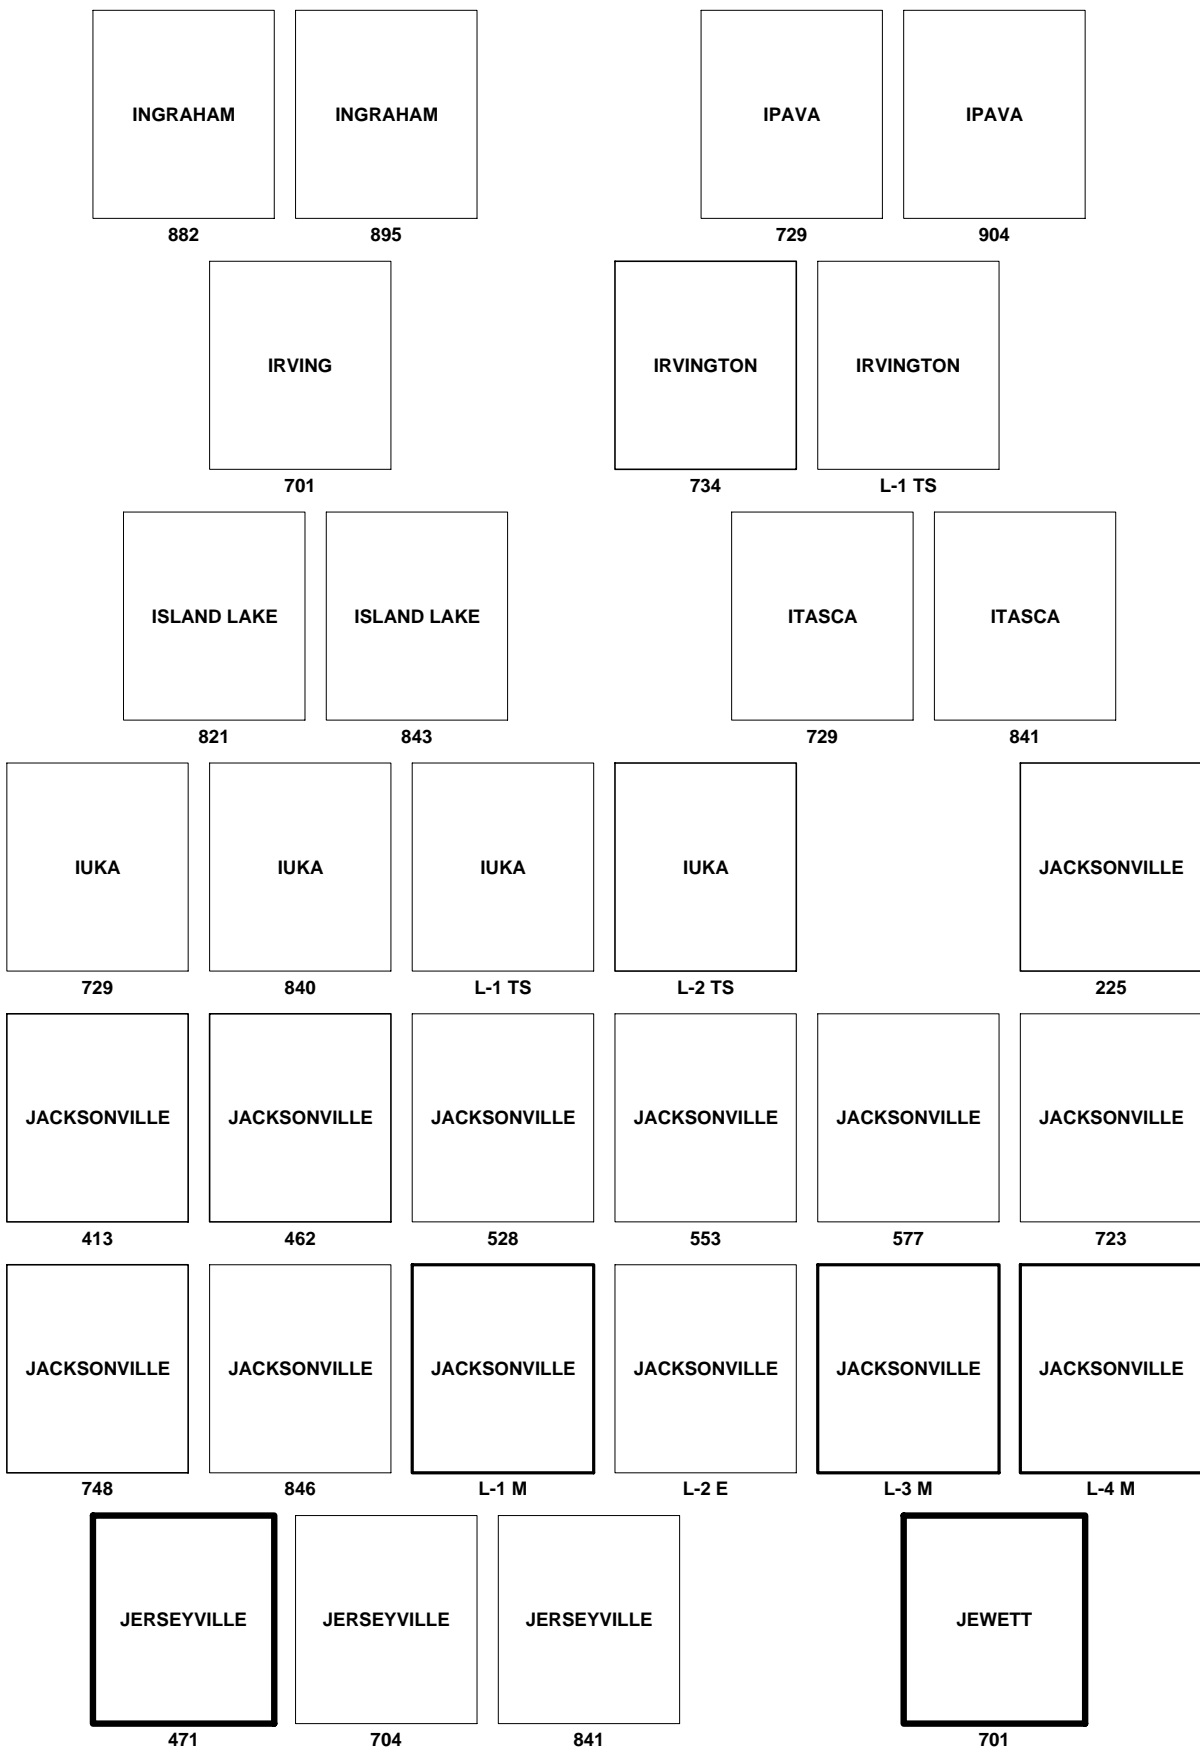 INGRAHAM INGRAHAM IPAVA IPAVA
882 895 729 904
IRVING IRVINGTON IRVINGTON
701 734 L-1 TS
ISLAND LAKE ISLAND LAKE ITASCA ITASCA
821 843 729 841
IUKA IUKA IUKA IUKA JACKSONVILLE
729 840 L-1 TS L-2 TS 225
JACKSONVILLE JACKSONVILLE JACKSONVILLE JACKSONVILLE JACKSONVILLE JACKSONVILLE
413 462 528 553 577 723
JACKSONVILLE JACKSONVILLE JACKSONVILLE JACKSONVILLE JACKSONVILLE JACKSONVILLE
748 846 L-1 M L-2 E L-3 M L-4 M
JERSEYVILLE JERSEYVILLE JERSEYVILLE JEWETT
471 704 841 701